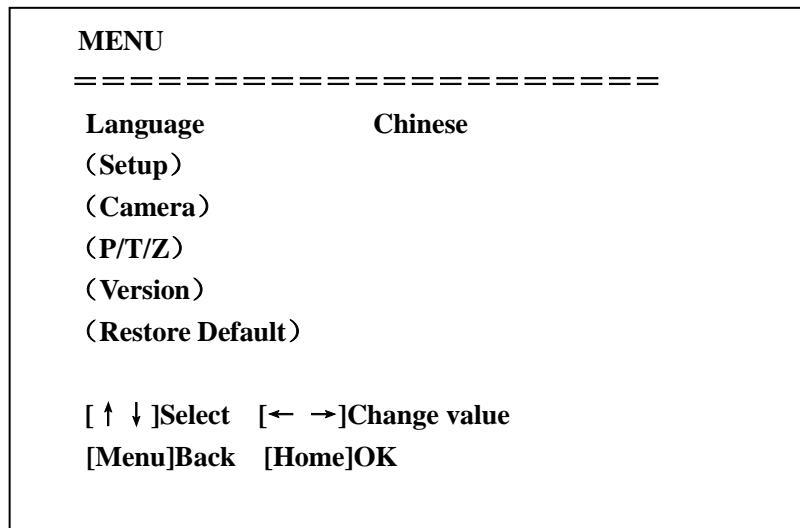 MENU
=====================
Language Chinese
（Setup）
（Camera）
（P/T/Z）
（Version）
（Restore Default）
[↑ ↓]Select [← →]Change value
[Menu]Back [Home]OK